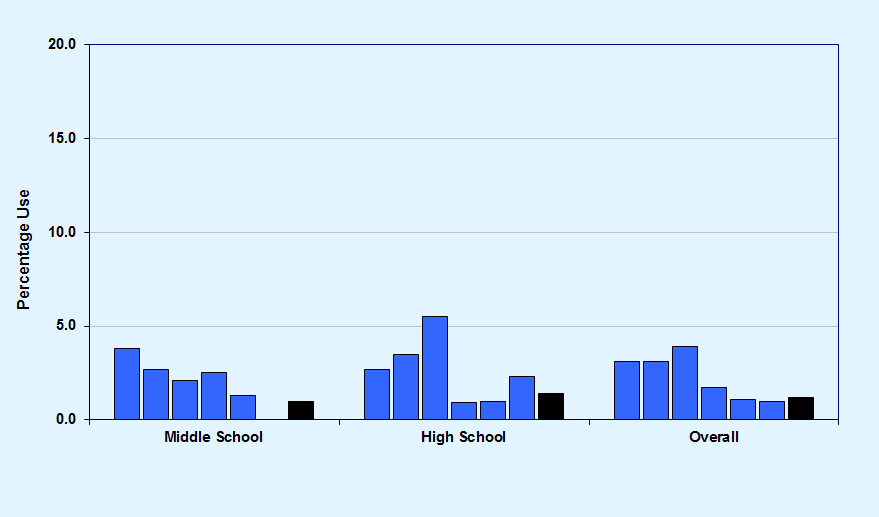 20.0
15.0
10.0
5.0
0.0
Percentage Use
Middle School
High School
Overall